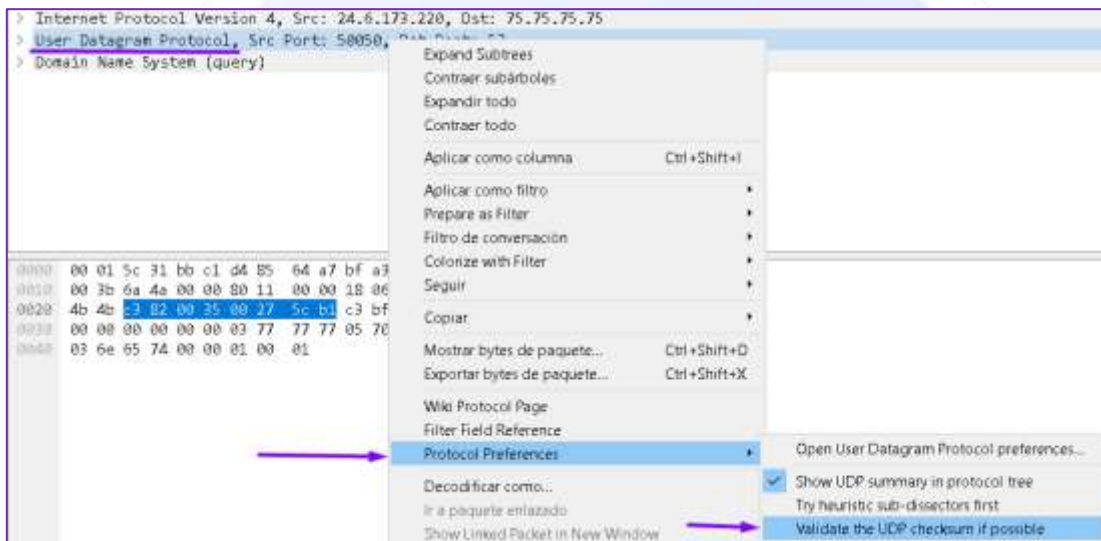 > Internet Protocol Version 4, Src: 24.6.173.220, Dst: 75.75.75.75
> User Datagram Protocol, Src Port: 50050,
> Domain Name System (query)
Expand Subtrees
Contraer subárboles
Expandir todo
Contraer todo
Aplicar como columna Ctrl+Shift+I
Aplicar como filtro
Prepare as Filter
Filtro de conversación
Colorize with Filter
Seguir
Copiar
Mostrar bytes de paquete... Ctrl+Shift+O
Exportar bytes de paquete... Ctrl+Shift+X
Wiki Protocol Page
Filter Field Reference
Protocol Preferences
Decodificar como...
Ir a paquete enlazado
Show Linked Packet in New Window
0000 00 01 5c 31 bb c1 d4 85 64 a7 bf a3
0010 00 3b 6a 4a 00 00 80 11 00 00 18 06
0020 4b 4b c3 82 00 35 00 27 5c b1 c3 bf
0030 00 00 00 00 00 00 03 77 77 77 05 70
0040 03 6e 65 74 00 00 01 00 01
Open User Datagram Protocol preferences...
Show UDP summary in protocol tree
Try heuristic sub-dissectors first
Validate the UDP checksum if possible